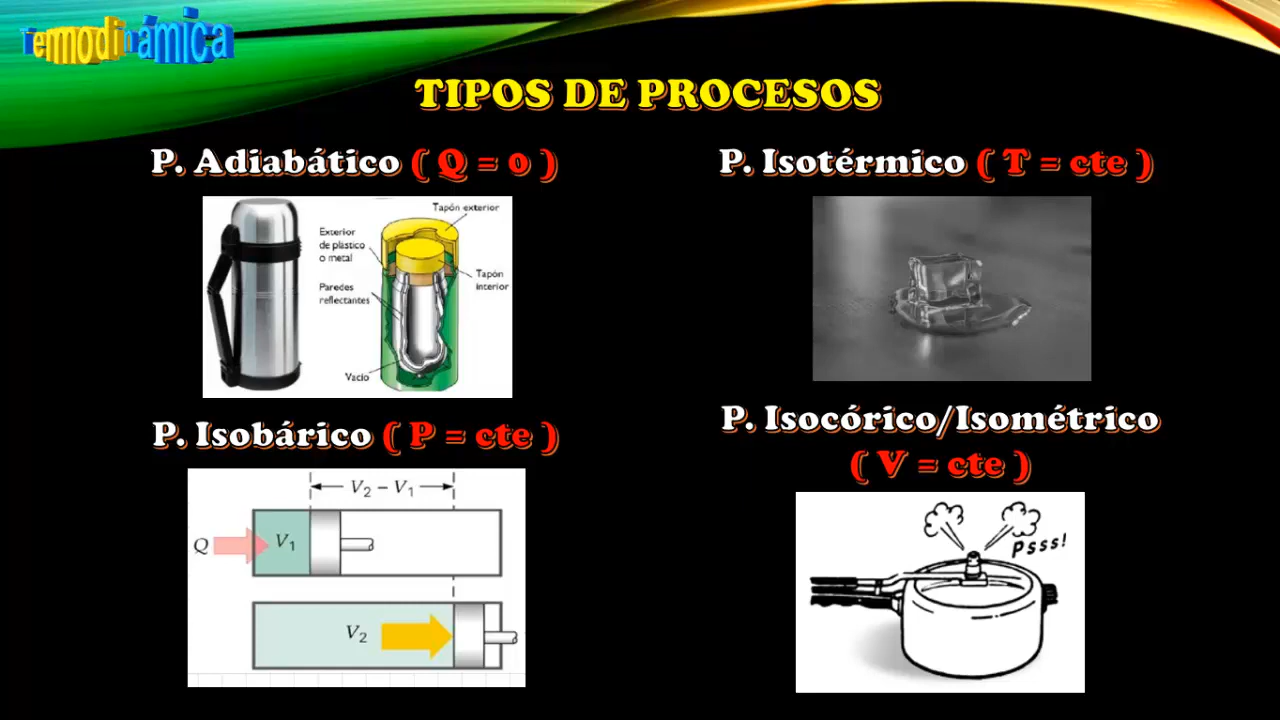 Termodinámica
TIPOS DE PROCESOS
P. Adiabático ( Q = 0 )
Tapón exterior
Exterior
de plástico
o metal
Tapón
interior
Paredes
reflectantes
Vacío
P. Isotérmico ( T = cte )
P. Isobárico ( P = cte )
V₂ – V₁
Q
V₁
V₂
P. Isocórico/Isométrico
( V = cte )
Psss!